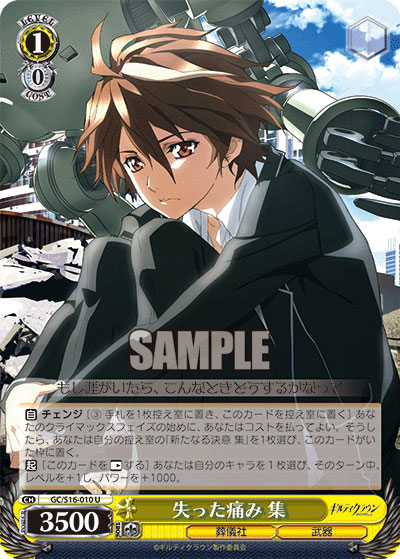 LEVEL
1
0
COST
SAMPLE
もし涯がいたら、こんなときどうするかなって
自 チェンジ [③ 手札を1枚控え室に置き、このカードを控え室に置く] あな
たのクライマックスフェイズの始めに、あなたはコストを払ってよい。そうし
たら、あなたは自分の控え室の『新たなる決意 集』を1枚選び、このカードがい
た枠に置く。
起 [このカードを する] あなたは自分のキャラを1枚選び、そのターン中、
レベルを+1し、パワーを+1000。
CH GC/S16-010 U
3500
失った痛み 集
ギルティクラウン
葬儀社 武器
©ギルティクラウン製作委員会